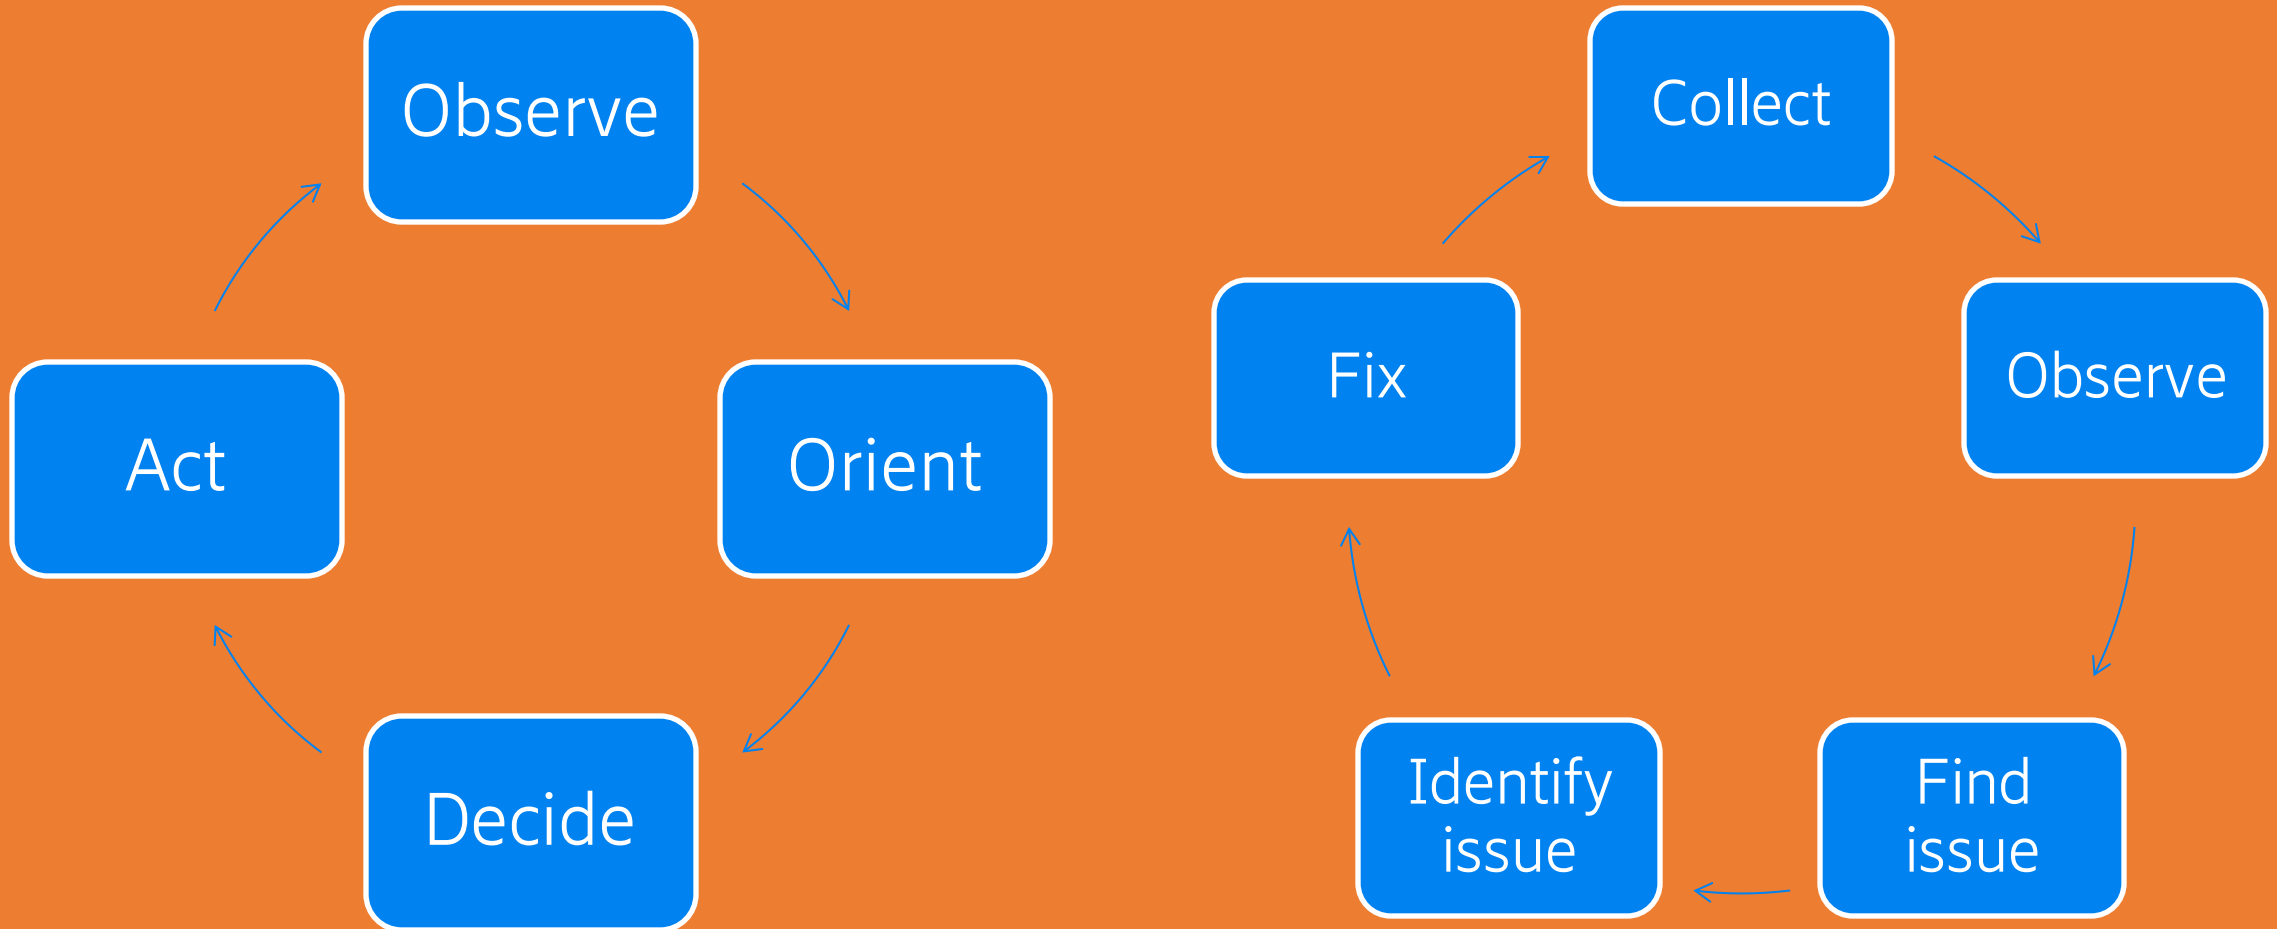 Observe
Orient
Decide
Act
Collect
Observe
Find
issue
Identify
issue
Fix